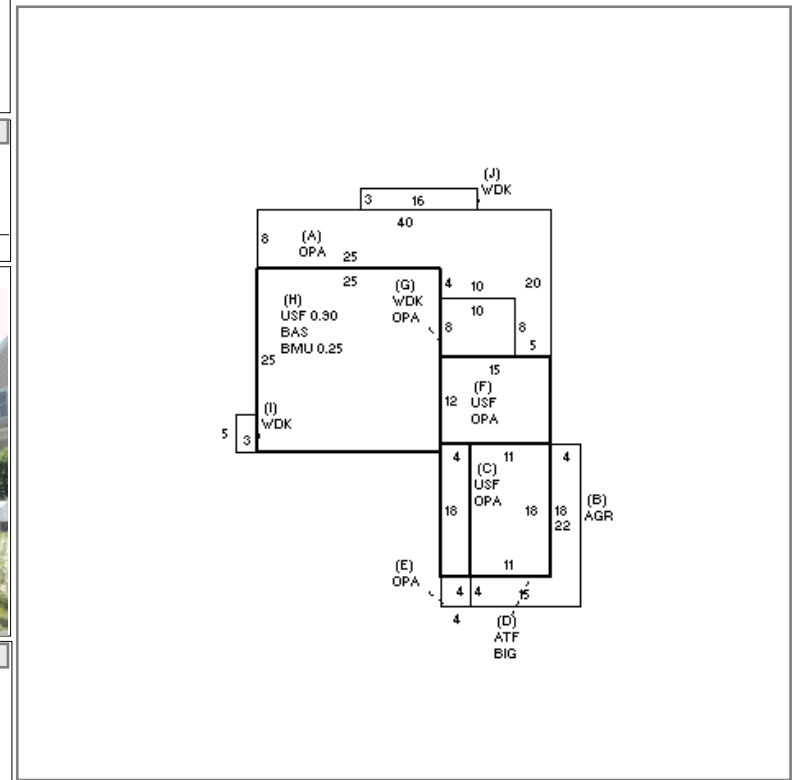 (J)
WDK
3 16
40
8
(A)
OPA
25
25
(G)
WDK
OPA
4 10 20
10
(H)
USF 0.90
BAS
BMU 0.25
8 8
5
25
15
(F)
USF
OPA
12
(I)
WDK
5 3
4 11 4
(C)
USF
OPA
18 18 18
22
(B)
AGR
11
(E)
OPA
4 4 15
4
(D)
ATF
BIG